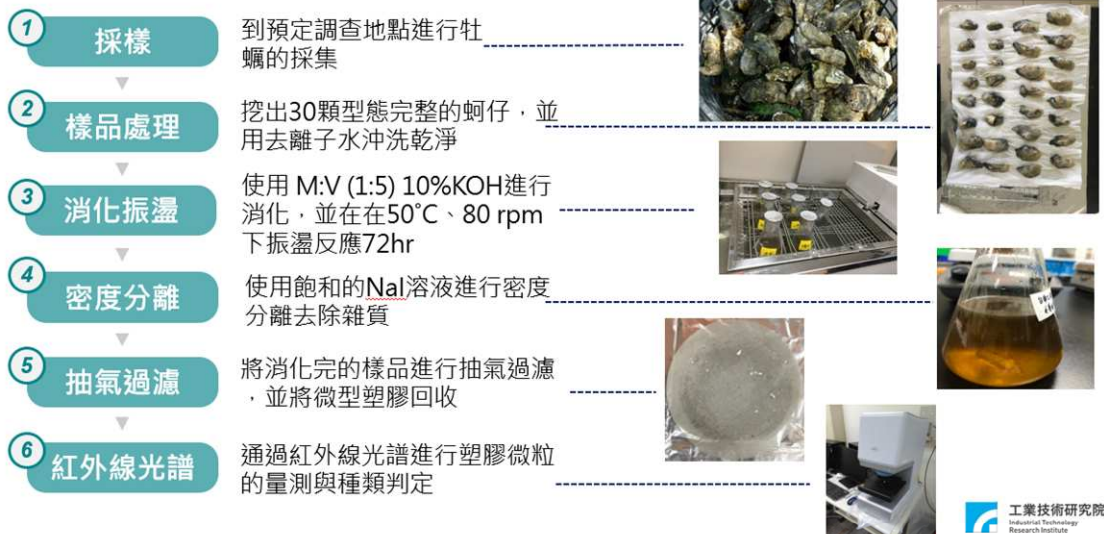 1
採樣
到預定調查地點進行牡
蠣的採集
2
樣品處理
挖出30顆型態完整的蚵仔，並
用去離子水沖洗乾淨
3
消化振盪
使用 M:V (1:5) 10%KOH進行
消化，並在在50°C、80 rpm
下振盪反應72hr
4
密度分離
使用飽和的NaI溶液進行密度
分離去除雜質
5
抽氣過濾
將消化完的樣品進行抽氣過濾
，並將微型塑膠回收
6
紅外線光譜
通過紅外線光譜進行塑膠微粒
的量測與種類判定
工業技術研究院
Industrial Technology
Research Institute